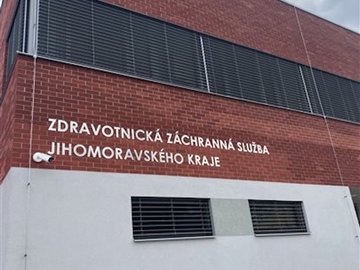 ZDRAVOTNICKÁ ZÁCHRANNÁ SLUŽBA
JIHOMORAVSKÉHO KRAJE